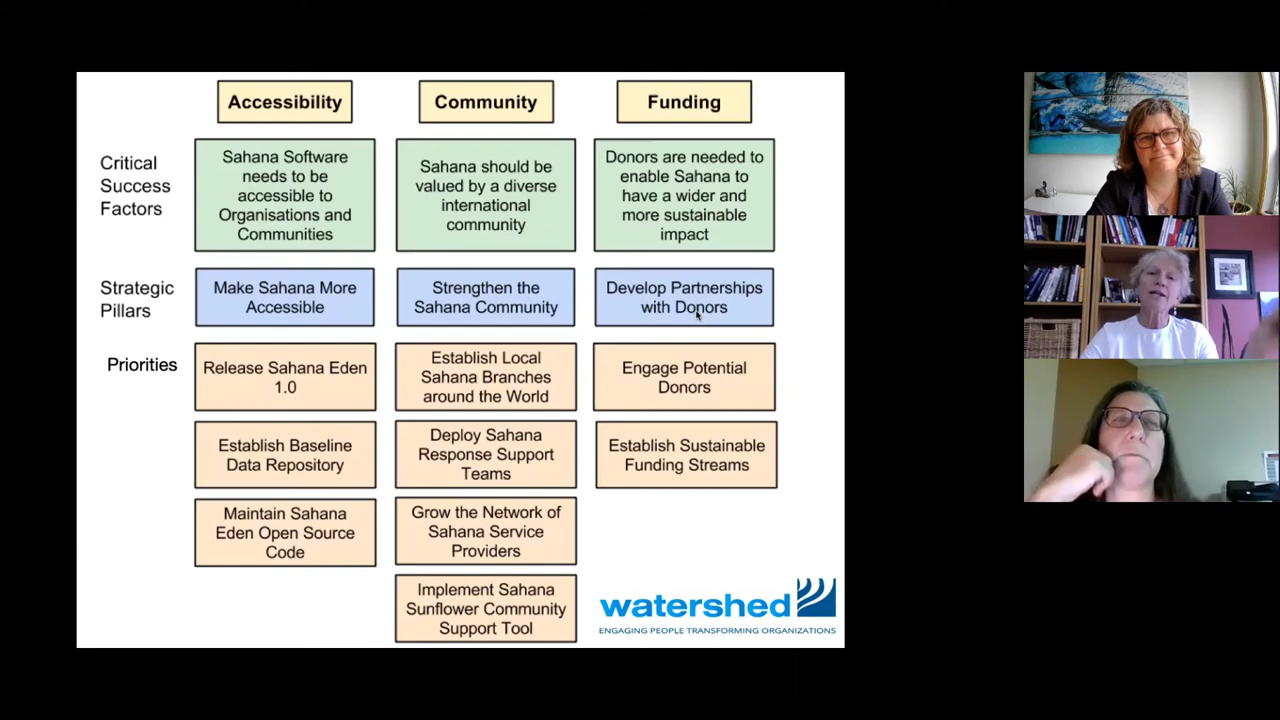 Accessibility
Community
Funding
Critical
Success
Factors
Sahana Software
needs to be
accessible to
Organisations and
Communities
Sahana should be
valued by a diverse
international
community
Donors are needed to
enable Sahana to
have a wider and
more sustainable
impact
Strategic
Pillars
Make Sahana More
Accessible
Strengthen the
Sahana Community
Develop Partnerships
with Donors
Priorities
Release Sahana Eden
1.0
Establish Local
Sahana Branches
around the World
Engage Potential
Donors
Establish Baseline
Data Repository
Deploy Sahana
Response Support
Teams
Establish Sustainable
Funding Streams
Maintain Sahana
Eden Open Source
Code
Grow the Network of
Sahana Service
Providers
Implement Sahana
Sunflower Community
Support Tool
watershed
ENGAGING PEOPLE TRANSFORMING ORGANIZATIONS